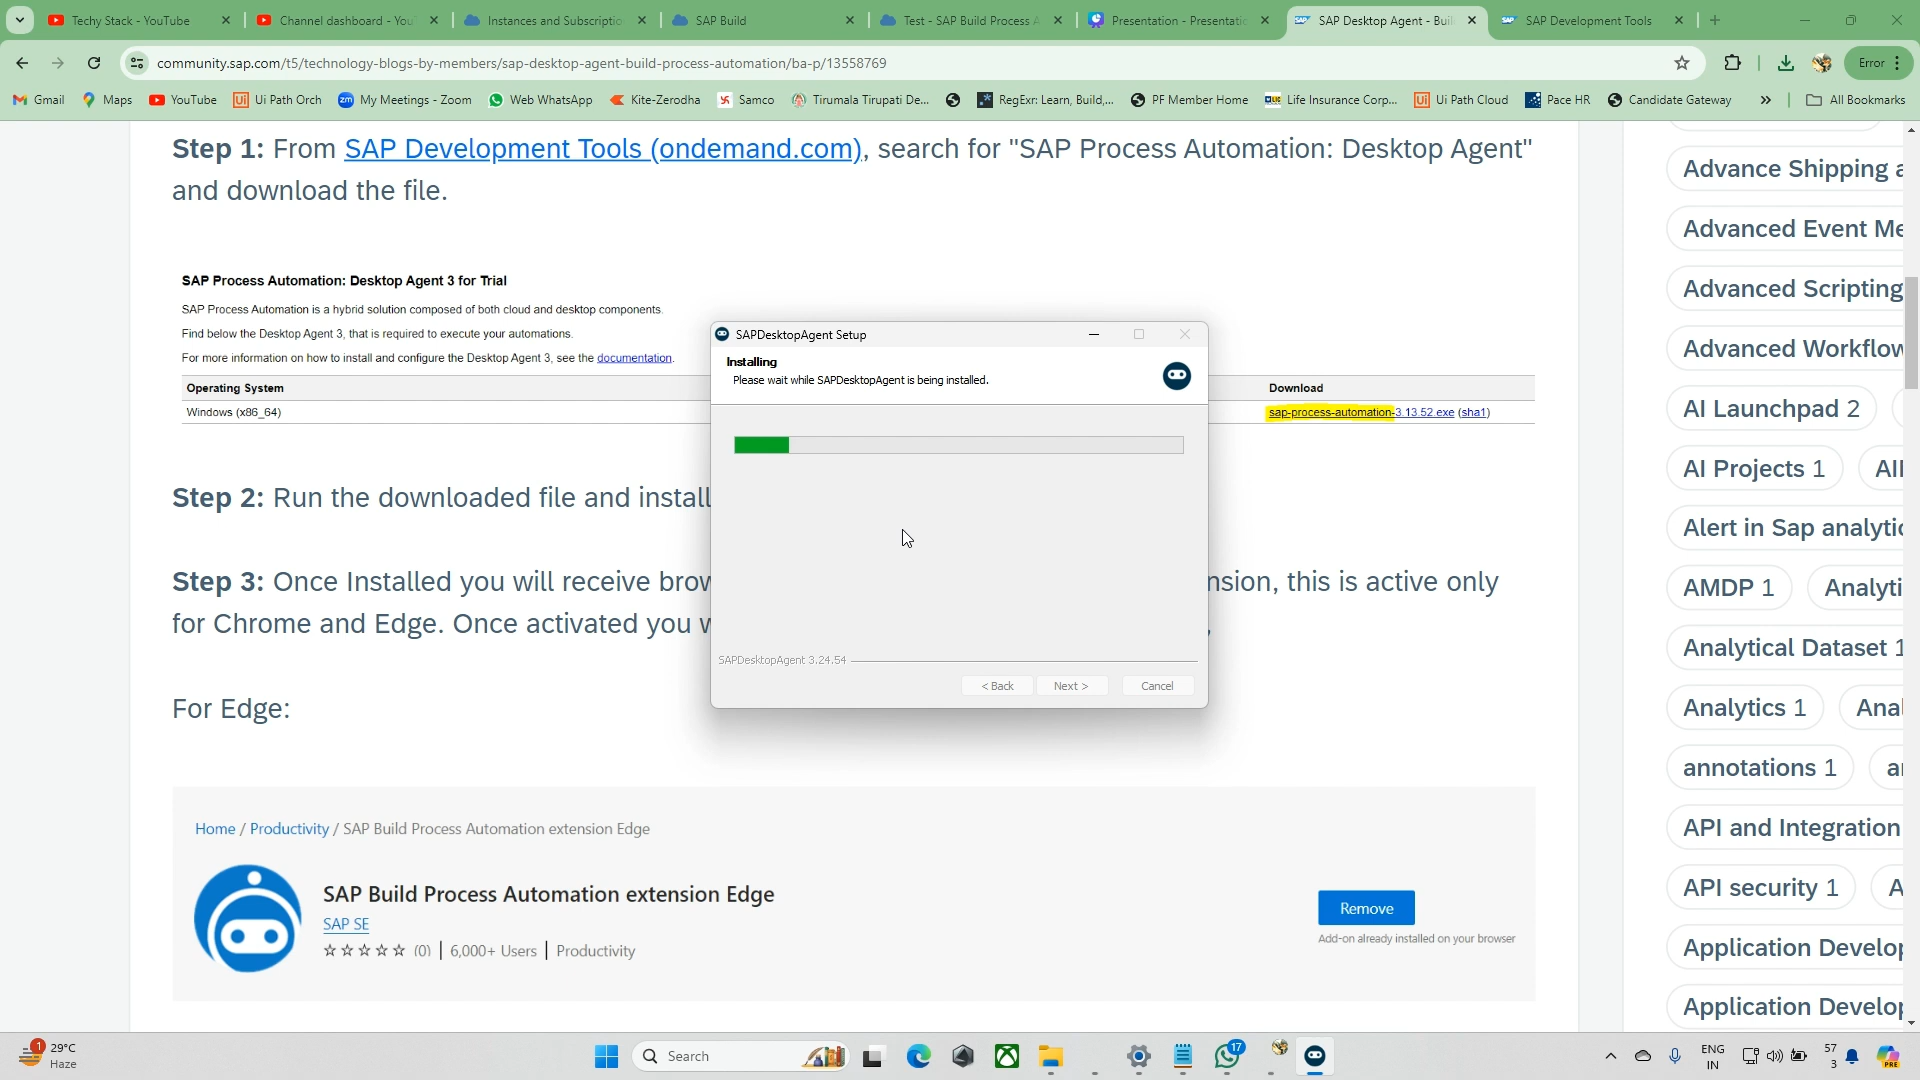 Techy Stack - YouTube
Channel dashboard - You
Instances and Subscriptio
SAP Build
Test - SAP Build Process A
Presentation - Presentatic
SAP Desktop Agent - Buil
SAP Development Tools
community.sap.com/t5/technology-blogs-by-members/sap-desktop-agent-build-process-automation/ba-p/13558769
Error
Gmail
Maps
YouTube
Ui Path Orch
My Meetings - Zoom
Web WhatsApp
Kite-Zerodha
Samco
Tirumala Tirupati De...
RegExr: Learn, Build,...
PF Member Home
Life Insurance Corp...
Ui Path Cloud
Pace HR
Candidate Gateway
»
All Bookmarks
Step 1: From SAP Development Tools (ondemand.com), search for "SAP Process Automation: Desktop Agent"
and download the file.
SAP Process Automation: Desktop Agent 3 for Trial
SAP Process Automation is a hybrid solution composed of both cloud and desktop components.
Find below the Desktop Agent 3, that is required to execute your automations.
For more information on how to install and configure the Desktop Agent 3, see the documentation.
Operating System
Download
Windows (x86_64)
sap-process-automation-3.13.52.exe (sha1)
SAPDesktopAgent Setup
Installing
Please wait while SAPDesktopAgent is being installed.
SAPDesktopAgent 3.24.54
< Back
Next >
Cancel
Step 2: Run the downloaded file and install
Step 3: Once Installed you will receive brow
nsion, this is active only
for Chrome and Edge. Once activated you w
For Edge:
Home / Productivity / SAP Build Process Automation extension Edge
SAP Build Process Automation extension Edge
SAP SE
(0) | 6,000+ Users | Productivity
Remove
Add-on already installed on your browser
Advance Shipping a
Advanced Event Me
Advanced Scripting
Advanced Workflow
AI Launchpad 2
AI Projects 1
AII
Alert in Sap analytic
AMDP 1
Analyti
Analytical Dataset 1
Analytics 1
Anal
annotations 1
an
API and Integration
API security 1
A
Application Develop
Application Develop
1
29°C
Haze
Search
17
ENG
IN
57
3
PRE